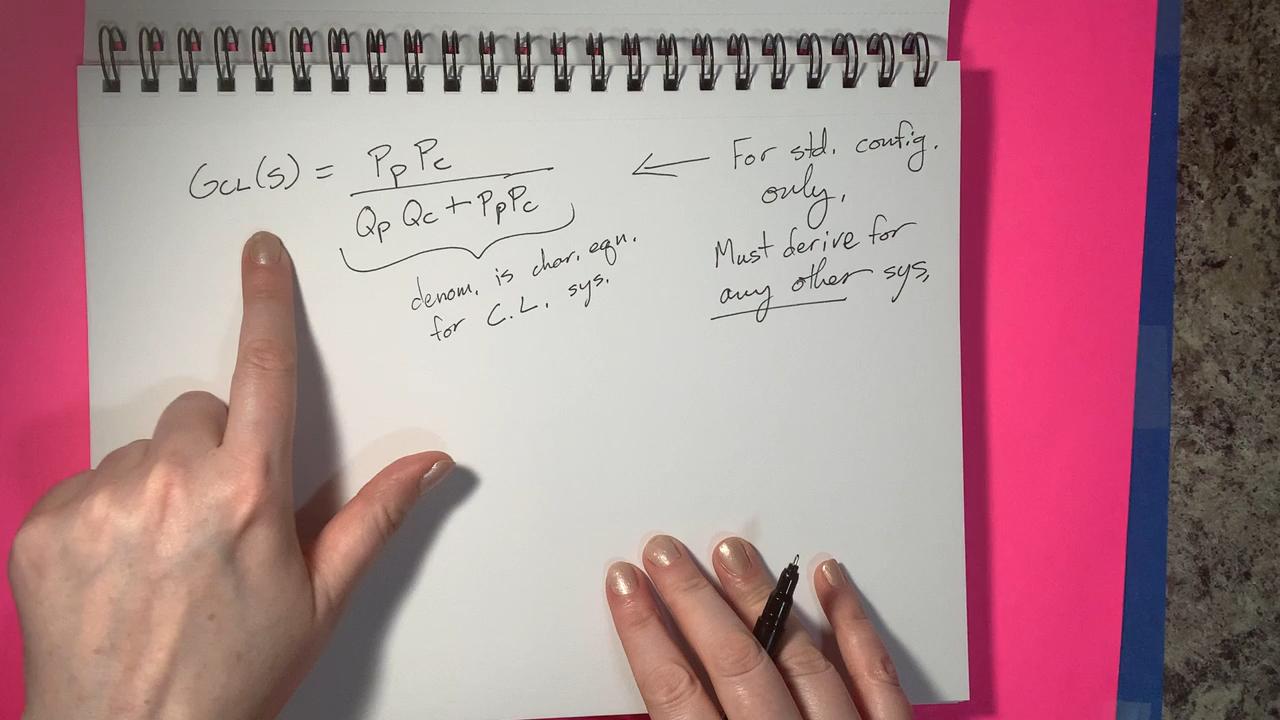 GCL(s) = PpPc / QpQc + PpPc
denom. is char. eqn.
for C.L. sys.
← For std. config.
only.
Must derive for
any other sys.